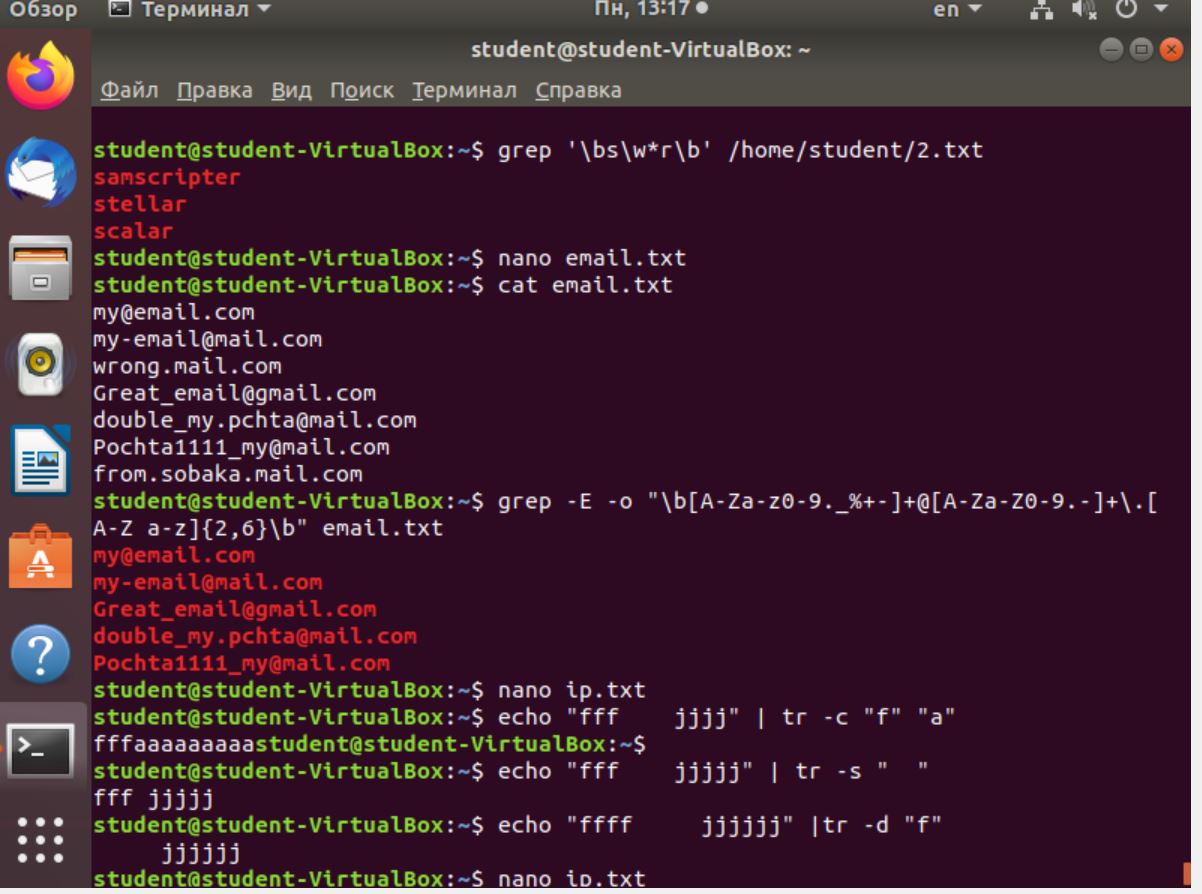 Обзор Терминал Пн, 13:17 en
student@student-VirtualBox: ~
Файл Правка Вид Поиск Терминал Справка
student@student-VirtualBox:~$ grep '\bs\w*r\b' /home/student/2.txt
samscripter
stellar
scalar
student@student-VirtualBox:~$ nano email.txt
student@student-VirtualBox:~$ cat email.txt
my@email.com
my-email@mail.com
wrong.mail.com
Great_email@gmail.com
double_my.pchta@mail.com
Pochta1111_my@mail.com
from.sobaka.mail.com
student@student-VirtualBox:~$ grep -E -o "\b[A-Za-z0-9._%+-]+@[A-Za-Z0-9.-]+\.[
A-Z a-z]{2,6}\b" email.txt
my@email.com
my-email@mail.com
Great_email@gmail.com
double_my.pchta@mail.com
Pochta1111_my@mail.com
student@student-VirtualBox:~$ nano ip.txt
student@student-VirtualBox:~$ echo "fff    jjjj" | tr -c "f" "a"
fffaaaaaaaaastudent@student-VirtualBox:~$
student@student-VirtualBox:~$ echo "fff    jjjjj" | tr -s "  "
fff jjjjj
student@student-VirtualBox:~$ echo "ffff     jjjjjj" |tr -d "f"
     jjjjjj
student@student-VirtualBox:~$ nano ip.txt